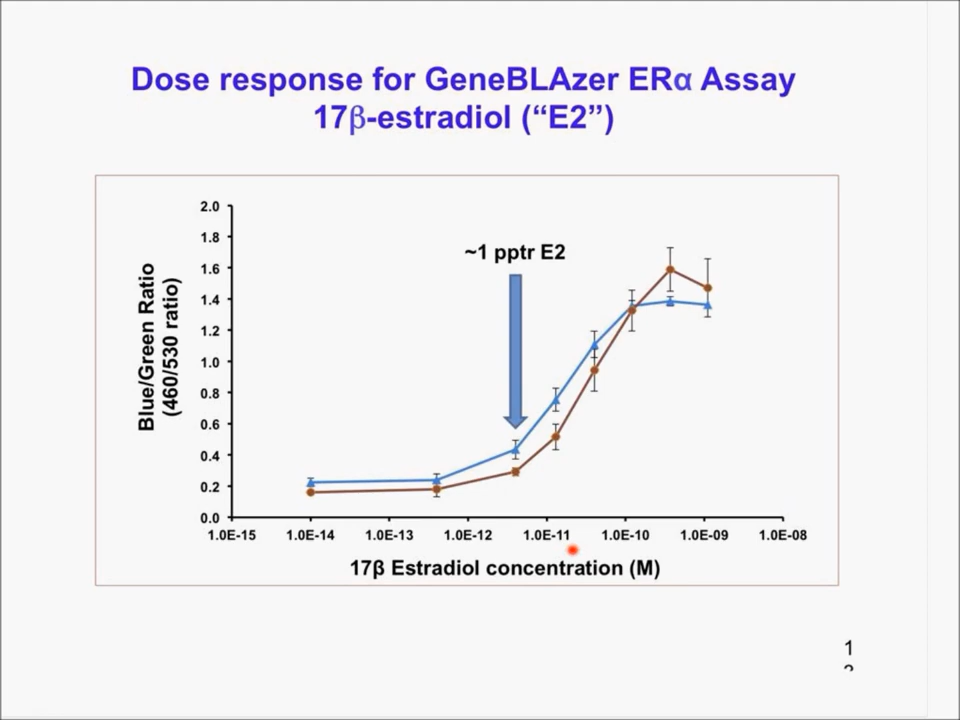 Dose response for GeneBLAzer ERα Assay
17β-estradiol (“E2”)
2.0
1.8
1.6
1.4
1.2
1.0
0.8
0.6
0.4
0.2
0.0
Blue/Green Ratio
(460/530 ratio)
~1 pptr E2
1.0E-15 1.0E-14 1.0E-13 1.0E-12 1.0E-11 1.0E-10 1.0E-09 1.0E-08
17β Estradiol concentration (M)
1